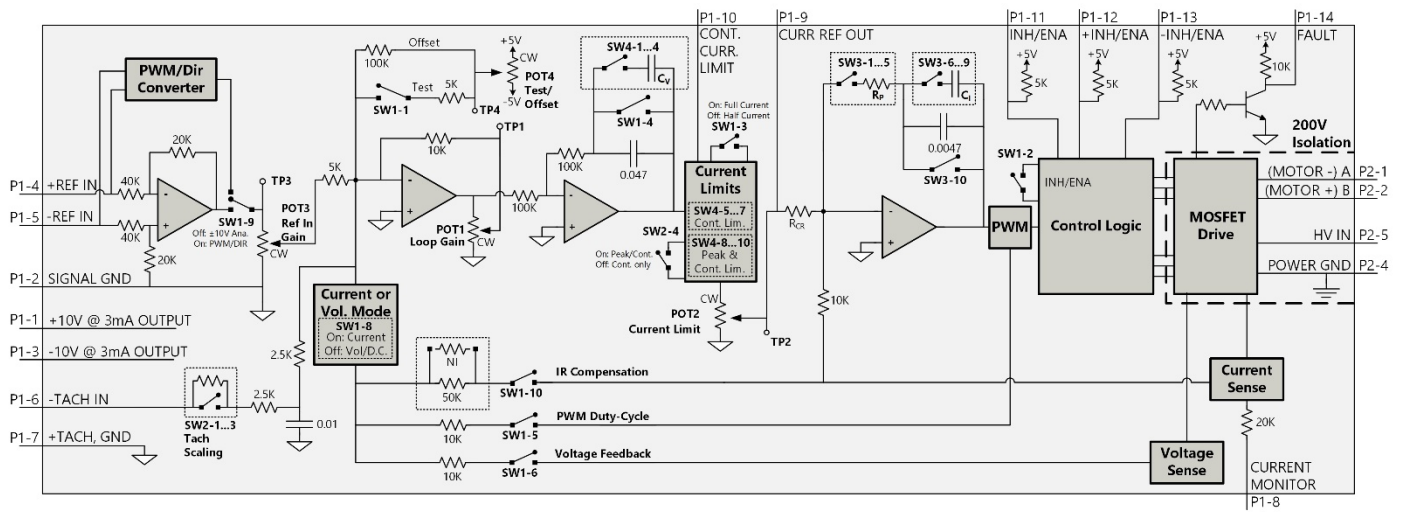 P1-10
CONT.
CURR.
LIMIT
P1-9
CURR REF OUT
P1-11
INH/ENA
P1-12
+INH/ENA
P1-13
-INH/ENA
P1-14
FAULT
+5V
5K
+5V
5K
+5V
5K
+5V
10K
PWM/Dir
Converter
Offset
100K
+5V
CW
-5V
POT4
Test/
Offset
SW1-1
Test
5K
TP4
SW4-1...4
CV
SW1-4
0.047
100K
On: Full Current
Off: Half Current
SW1-3
SW3-1...5
RP
SW3-6...9
CI
0.0047
SW3-10
200V
Isolation
P1-4
+REF IN
40K
20K
P1-5
-REF IN
40K
20K
SW1-9
Off: ±10V Ana.
On: PWM/DIR
TP3
POT3
Ref In
Gain
CW
5K
TP1
10K
-
+
POT1
Loop Gain
CW
100K
-
+
Current
Limits
SW4-5...7
Cont. Lim.
SW4-8...10
Peak &
Cont. Lim.
SW2-4
On: Peak/Cont.
Off: Cont. only
CW
POT2
Current Limit
TP2
RCR
-
+
10K
PWM
SW1-2
INH/ENA
Control Logic
MOSFET
Drive
(MOTOR -) A
P2-1
(MOTOR +) B
P2-2
HV IN
P2-5
POWER GND
P2-4
P1-2
SIGNAL GND
P1-1
+10V @ 3mA OUTPUT
P1-3
-10V @ 3mA OUTPUT
Current or
Vol. Mode
SW1-8
On: Current
Off: Vol/D.C.
2.5K
P1-6
-TACH IN
SW2-1...3
Tach
Scaling
2.5K
0.01
P1-7
+TACH, GND
NI
50K
SW1-10
IR Compensation
10K
SW1-5
PWM Duty-Cycle
10K
SW1-6
Voltage Feedback
Current
Sense
20K
Voltage
Sense
CURRENT
MONITOR
P1-8